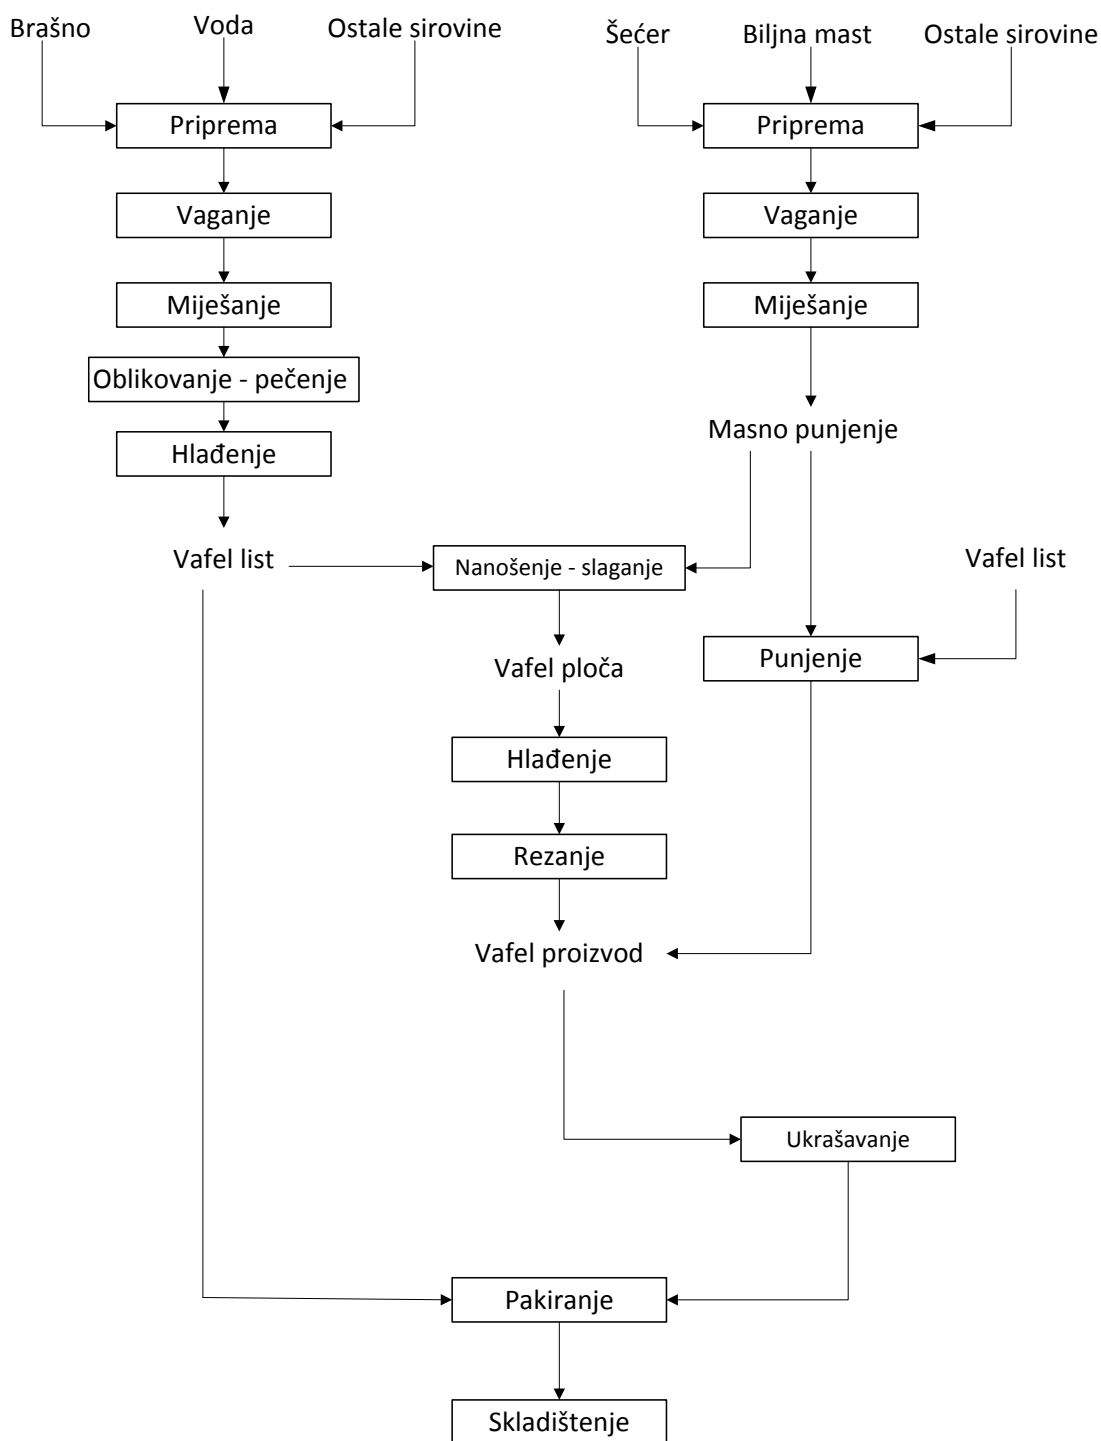 Brašno
Voda
Ostale sirovine
Šećer
Biljna mast
Ostale sirovine
Priprema
Priprema
Vaganje
Vaganje
Miješanje
Miješanje
Oblikovanje - pečenje
Masno punjenje
Hlađenje
Vafel list
Nanošenje - slaganje
Vafel list
Vafel ploča
Punjenje
Hlađenje
Rezanje
Vafel proizvod
Ukrašavanje
Pakiranje
Skladištenje